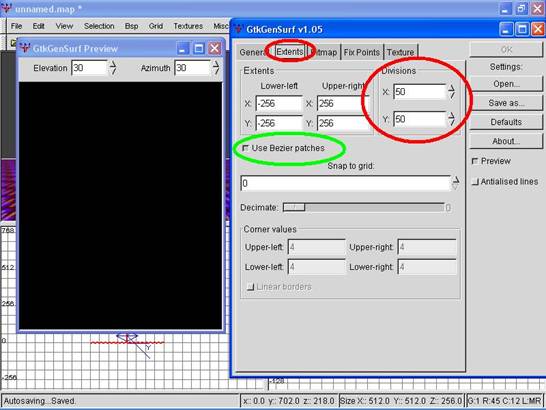 unnamed.map *
File Edit View Selection Bsp Grid Textures Misc
GtkGenSurf Preview
Elevation 30 Azimuth 30
768
512
256
0
-256
Y
-128
GtkGenSurf v1.05
General Extents Bitmap Fix Points Texture
Extents
Lower-left Upper-right
X: -256 X: 256
Y: -256 Y: 256
Divisions
X: 50
Y: 50
Use Bezier patches
Snap to grid:
0
Decimate: 0
Corner values
Upper-left: 4 Upper-right: 4
Lower-left: 4 Lower-right: 4
Linear borders
OK
Settings:
Open...
Save as...
Defaults
About...
Preview
Antialised lines
Autosaving...Saved. x: 0.0 y: 702.0 z: 218.0 Size X:: 512.0 Y:: 512.0 Z: 256.0 G:1 R:45 C:12 L:MR